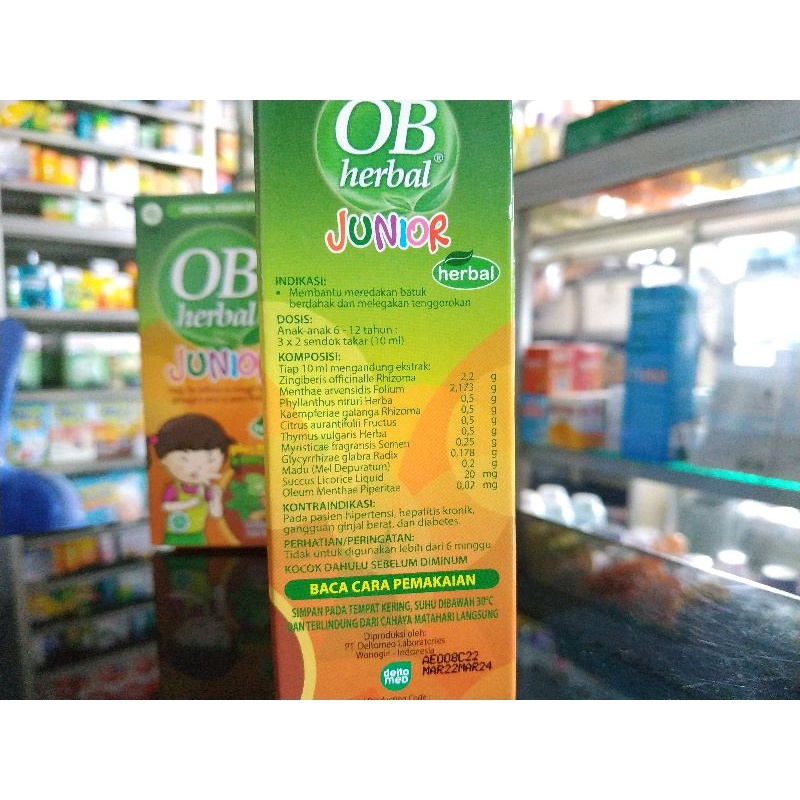 OB
herbal®
JUNIOR
herbal
INDIKASI:
• Membantu meredakan batuk
berdahak dan melegakan tenggorokan
DOSIS:
Anak-anak 6 - 12 tahun :
3 x 2 sendok takar (10 ml)
KOMPOSISI:
Tiap 10 ml mengandung ekstrak:
Zingiberis officinalle Rhizoma 2,2 g
Menthae arvensidis Folium 2,173 g
Phyllanthus niruri Herba 0,5 g
Kaempferiae galanga Rhizoma 0,5 g
Citrus aurantifolii Fructus 0,5 g
Thymus vulgaris Herba 0,5 g
Myristicae fragransis Semen 0,25 g
Glycyrrhizae glabra Radix 0,178 g
Madu (Mel Depuratum) 0,2 g
Succus Licorice Liquid 20 mg
Oleum Menthae Piperitae 0,02 mg
KONTRAINDIKASI:
Pada pasien hipertensi, hepatitis kronik,
gangguan ginjal berat, dan diabetes.
PERHATIAN/PERINGATAN:
Tidak untuk digunakan lebih dari 6 minggu
KOCOK DAHULU SEBELUM DIMINUM
BACA CARA PEMAKAIAN
SIMPAN PADA TEMPAT KERING, SUHU DIBAWAH 30°C
DAN TERLINDUNG DARI CAHAYA MATAHARI LANGSUNG
Diproduksi oleh:
PT. Deltomed Laboratories
Wonogiri - Indonesia
AE008C22
MAR22MAR24
delto
med
OB
herbal
JUNIOR